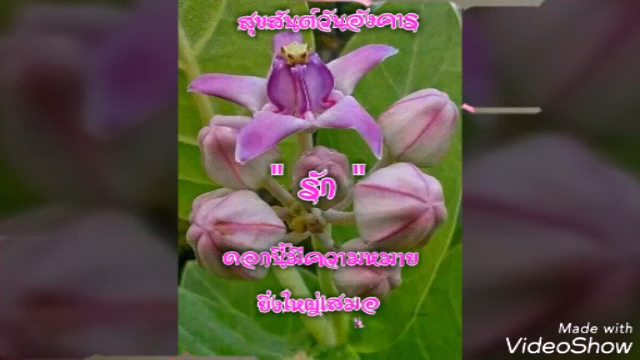 สุขสันต์วันอังคาร
" รัก "
ดอกนี้มีความหมาย
ยิ่งใหญ่เสมอ
Made with
VideoShow